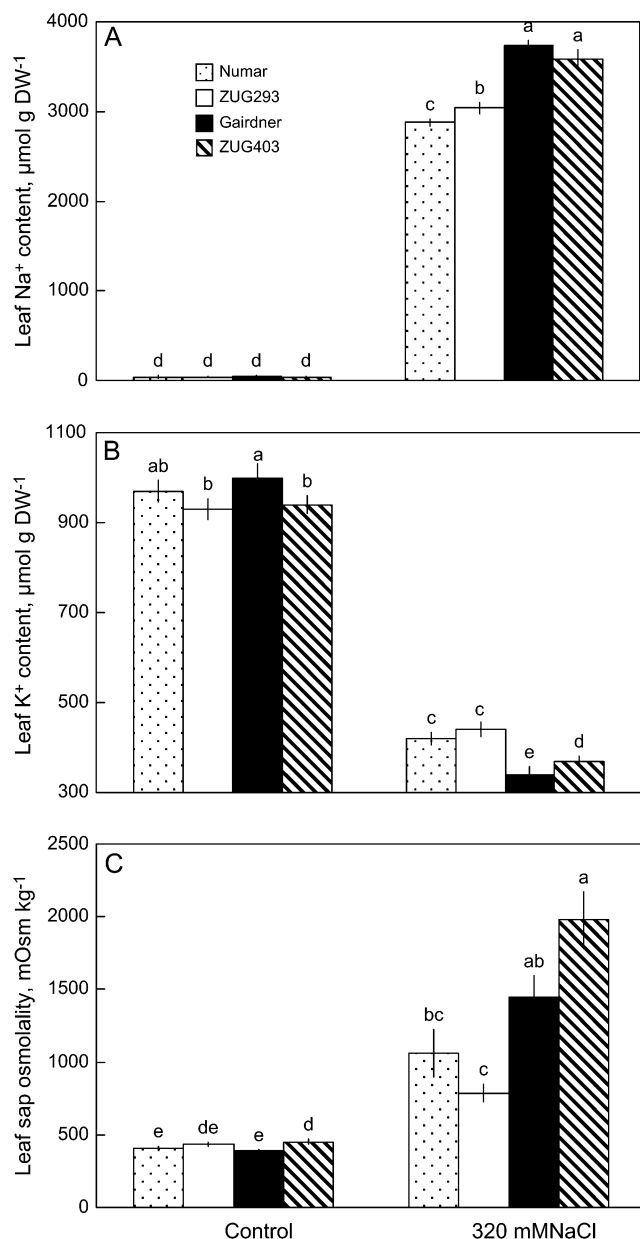 A
4000
3000
2000
1000
0
Leaf Na⁺ content, µmol g DW⁻¹
Numar
ZUG293
Gairdner
ZUG403
d d d d
c b a a
B
1100
900
700
500
300
Leaf K⁺ content, µmol g DW⁻¹
ab b a b
c c e d
C
2500
2000
1500
1000
500
0
Leaf sap osmolality, mOsm kg⁻¹
e de e d
bc c ab a
Control 320 mMNaCl